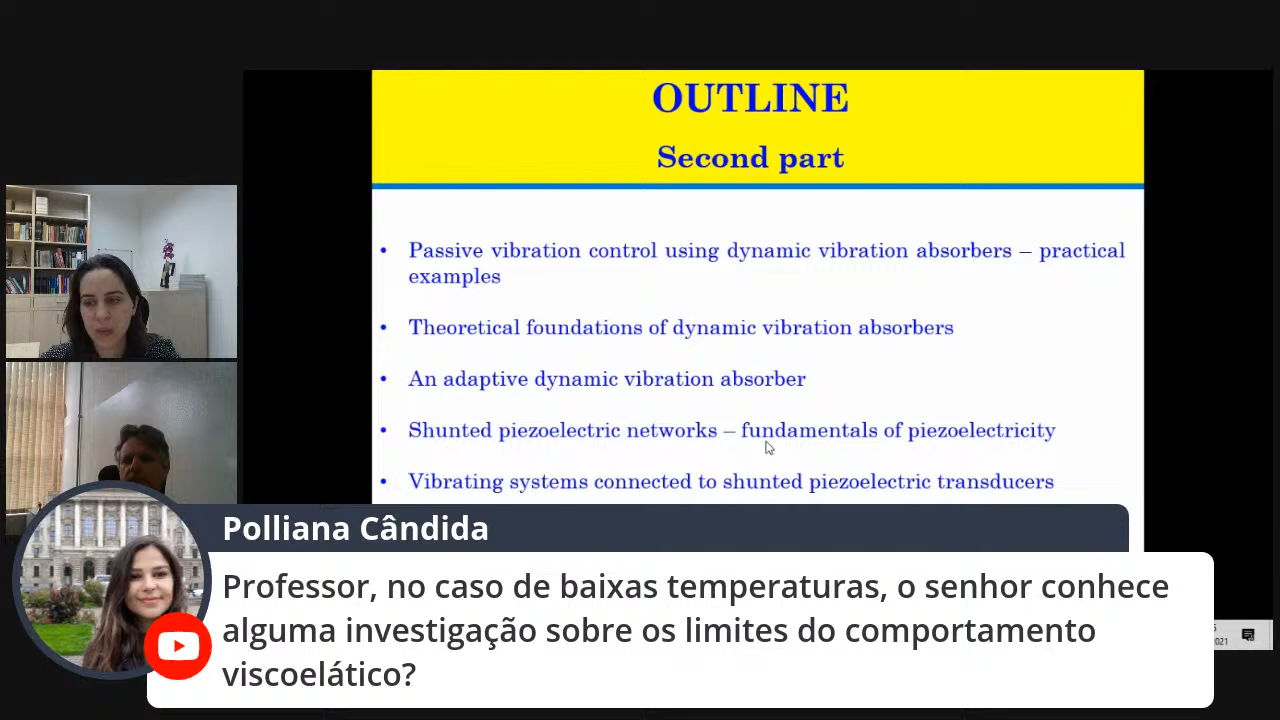 OUTLINE
Second part
• Passive vibration control using dynamic vibration absorbers – practical
examples
• Theoretical foundations of dynamic vibration absorbers
• An adaptive dynamic vibration absorber
• Shunted piezoelectric networks – fundamentals of piezoelectricity
• Vibrating systems connected to shunted piezoelectric transducers
Polliana Cândida
Professor, no caso de baixas temperaturas, o senhor conhece
alguma investigação sobre os limites do comportamento
viscoelático?
2021